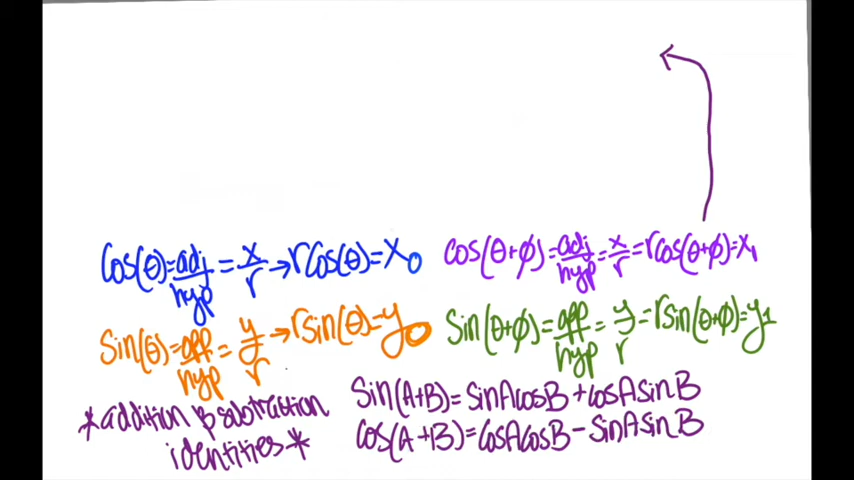 cos(θ)=adj/hyp=x/r→rcos(θ)=x₀
sin(θ)=opp/hyp=y/r→rsin(θ)=y₀
cos(θ+φ)=adj/hyp=x/r=rcos(θ+φ)=x₁
sin(θ+φ)=opp/hyp=y/r=rsin(θ+φ)=y₁
*addition & subtraction
identities*
sin(A+B)=sinAcosB+cosAsinB
cos(A+B)=cosAcosB-sinAsinB